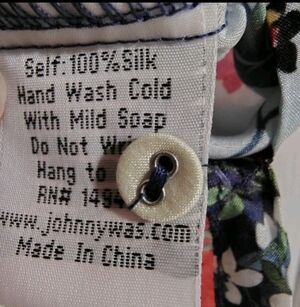 Self:100%Silk
Hand Wash Cold
With Mild Soap
Do Not
Hang to
RN#
www.johnnywas.com
Made In China